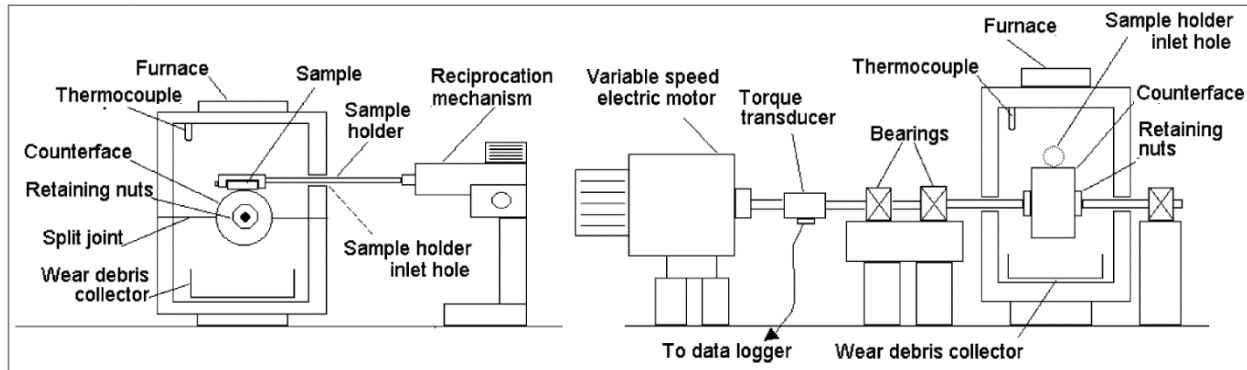 Furnace
Sample
Thermocouple
Reciprocation
mechanism
Sample
holder
Counterface
Retaining nuts
Split joint
Wear debris
collector
Sample holder
inlet hole
Variable speed
electric motor
Torque
transducer
Bearings
To data logger
Furnace
Thermocouple
Sample holder
inlet hole
Counterface
Retaining
nuts
Wear debris collector